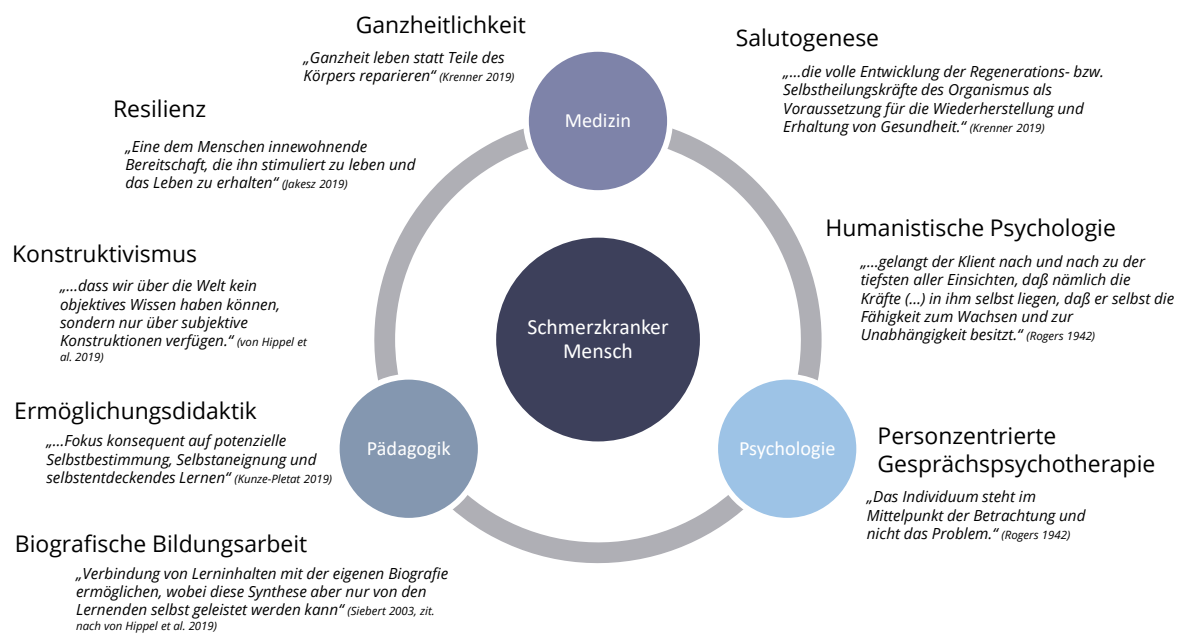 Ganzheitlichkeit
„Ganzheit leben statt Teile des
Körpers reparieren“ (Krenner 2019)
Salutogenese
„…die volle Entwicklung der Regenerations- bzw.
Selbstheilungskräfte des Organismus als
Voraussetzung für die Wiederherstellung und
Erhaltung von Gesundheit.“ (Krenner 2019)
Resilienz
„Eine dem Menschen innewohnende
Bereitschaft, die ihn stimuliert zu leben und
das Leben zu erhalten“ (Jakesz 2019)
Medizin
Humanistische Psychologie
„…gelangt der Klient nach und nach zu der
tiefsten aller Einsichten, daß nämlich die
Kräfte (…) in ihm selbst liegen, daß er selbst die
Fähigkeit zum Wachsen und zur
Unabhängigkeit besitzt.“ (Rogers 1942)
Konstruktivismus
„…dass wir über die Welt kein
objektives Wissen haben können,
sondern nur über subjektive
Konstruktionen verfügen.“ (von Hippel et
al. 2019)
Schmerzkranker
Mensch
Ermöglichungsdidaktik
„…Fokus konsequent auf potenzielle
Selbstbestimmung, Selbstaneignung und
selbstentdeckendes Lernen“ (Kunze-Pletat 2019)
Pädagogik
Psychologie
Personzentrierte
Gesprächspsychotherapie
„Das Individuum steht im
Mittelpunkt der Betrachtung und
nicht das Problem.“ (Rogers 1942)
Biografische Bildungsarbeit
„Verbindung von Lerninhalten mit der eigenen Biografie
ermöglichen, wobei diese Synthese aber nur von den
Lernenden selbst geleistet werden kann“ (Siebert 2003, zit.
nach von Hippel et al. 2019)